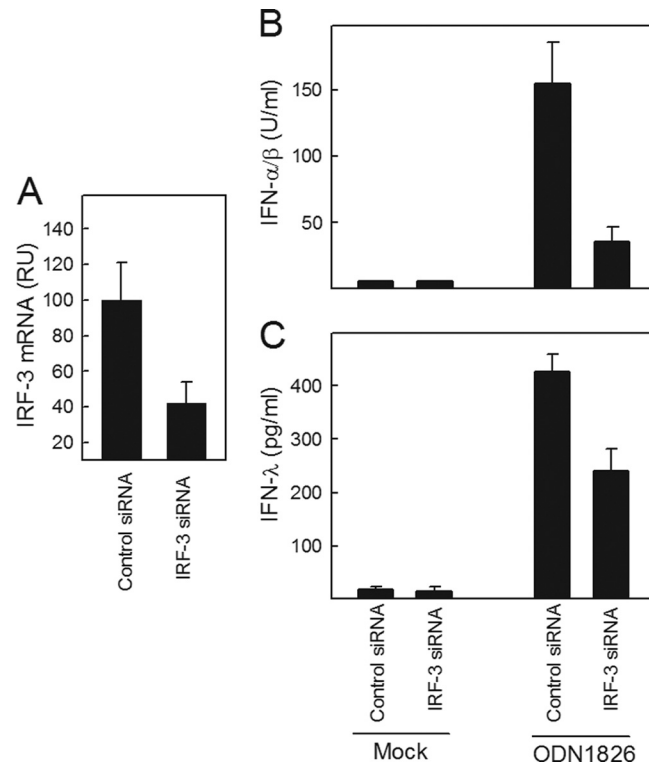 A
IRF-3 mRNA (RU)
140
120
100
80
60
40
20
Control siRNA
IRF-3 siRNA
B
IFN-α/β (U/ml)
150
100
50
C
IFN-λ (pg/ml)
400
300
200
100
Control siRNA
IRF-3 siRNA
Control siRNA
IRF-3 siRNA
Mock
ODN1826